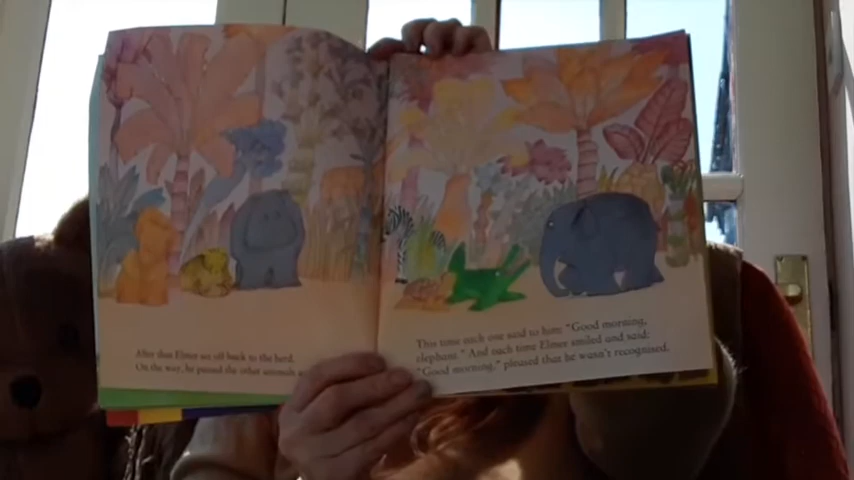 After that Elmer set off back to the herd.
On the way, he passed the other animals
This time each one said to him: "Good morning,
elephant." And each time Elmer smiled and said:
"Good morning," pleased that he wasn't recognised.